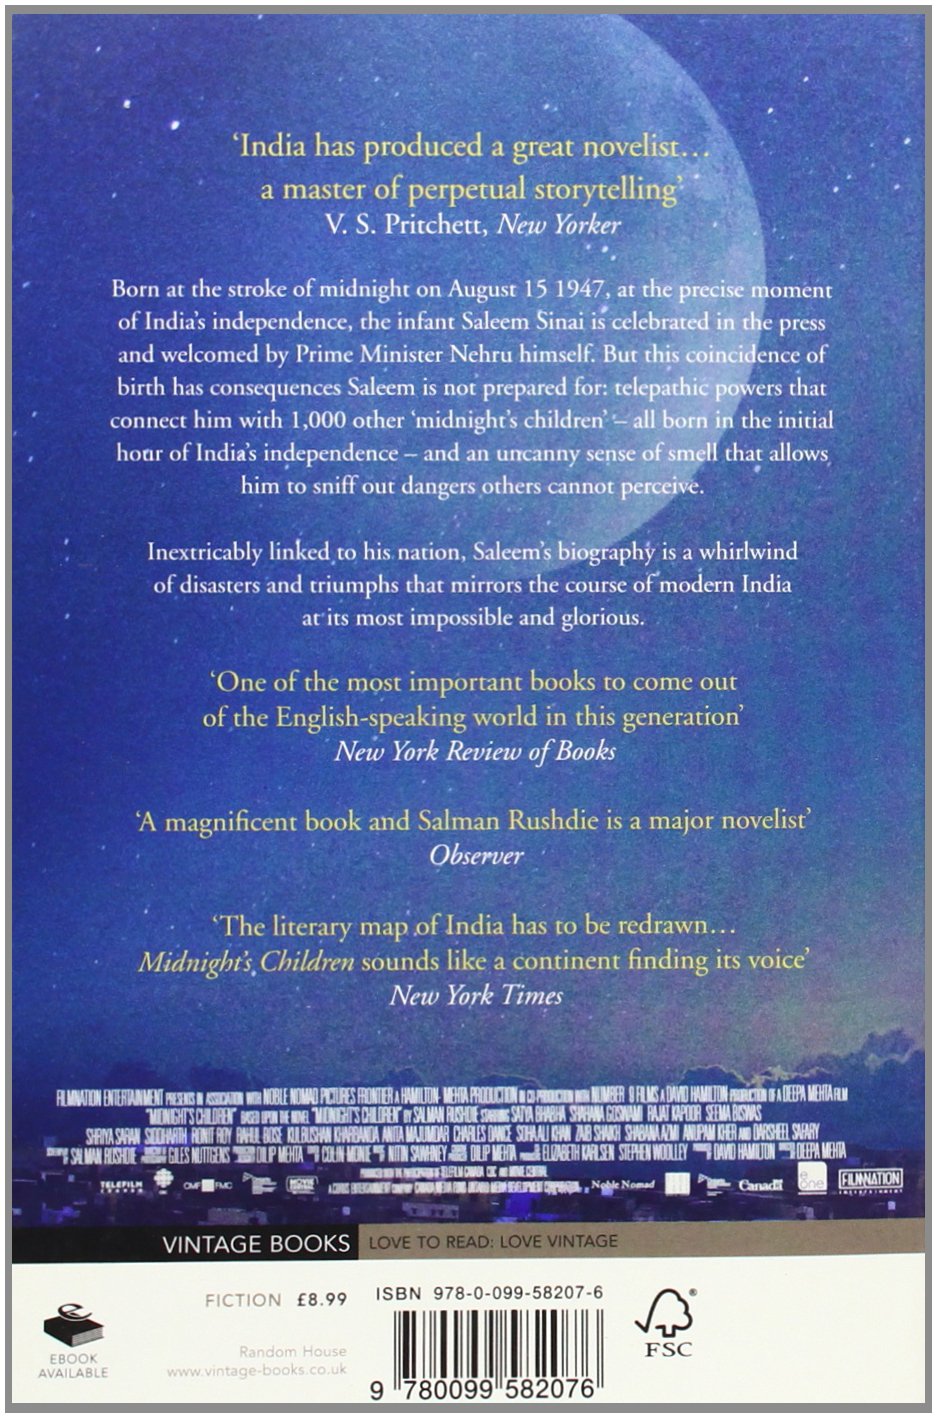 ‘India has produced a great novelist…
a master of perpetual storytelling’
V. S. Pritchett, New Yorker
Born at the stroke of midnight on August 15 1947, at the precise moment
of India’s independence, the infant Saleem Sinai is celebrated in the press
and welcomed by Prime Minister Nehru himself. But this coincidence of
birth has consequences Saleem is not prepared for: telepathic powers that
connect him with 1,000 other ‘midnight’s children’ – all born in the initial
hour of India’s independence – and an uncanny sense of smell that allows
him to sniff out dangers others cannot perceive.
Inextricably linked to his nation, Saleem’s biography is a whirlwind
of disasters and triumphs that mirrors the course of modern India
at its most impossible and glorious.
‘One of the most important books to come out
of the English-speaking world in this generation’
New York Review of Books
‘A magnificent book and Salman Rushdie is a major novelist’
Observer
‘The literary map of India has to be redrawn…
Midnight’s Children sounds like a continent finding its voice’
New York Times
FILMNATION ENTERTAINMENT PRESENTS IN ASSOCIATION WITH NOBLE NOMAD PICTURES FRONTIER A HAMILTON-MEHTA PRODUCTION IN CO-PRODUCTION WITH NUMBER 9 FILMS A DAVID HAMILTON PRODUCTION OF A DEEPA MEHTA FILM
"MIDNIGHT'S CHILDREN" BASED UPON THE NOVEL "MIDNIGHT'S CHILDREN" BY SALMAN RUSHDIE STARRING SATYA BHABHA SHAHANA GOSWAMI RAJAT KAPOOR SEEMA BISWAS
SHRIYA SARAN SIDDHARTH RONIT ROY RAHUL BOSE KULBUSHAN KHARBANDA ANITA MAJUMDAR CHARLES DANCE SOHA ALI KHAN ZAIB SHAIKH SHABANA AZMI ANUPAM KHER AND DARSHEEL SAFARY
SALMAN RUSHDIE GILES NUTTGENS DILIP MEHTA COLIN MONIE NITIN SAWHNEY DILIP MEHTA ELIZABETH KARLSEN STEPHEN WOOLLEY DAVID HAMILTON DEEPA MEHTA
TELEFILM CANADA CMF FMC Noble Nomad Canada e one FILMNATION ENTERTAINMENT
VINTAGE BOOKS LOVE TO READ: LOVE VINTAGE
FICTION £8.99
ISBN 978-0-099-58207-6
EBOOK
AVAILABLE
Random House
www.vintage-books.co.uk
9 780099 582076
®
FSC